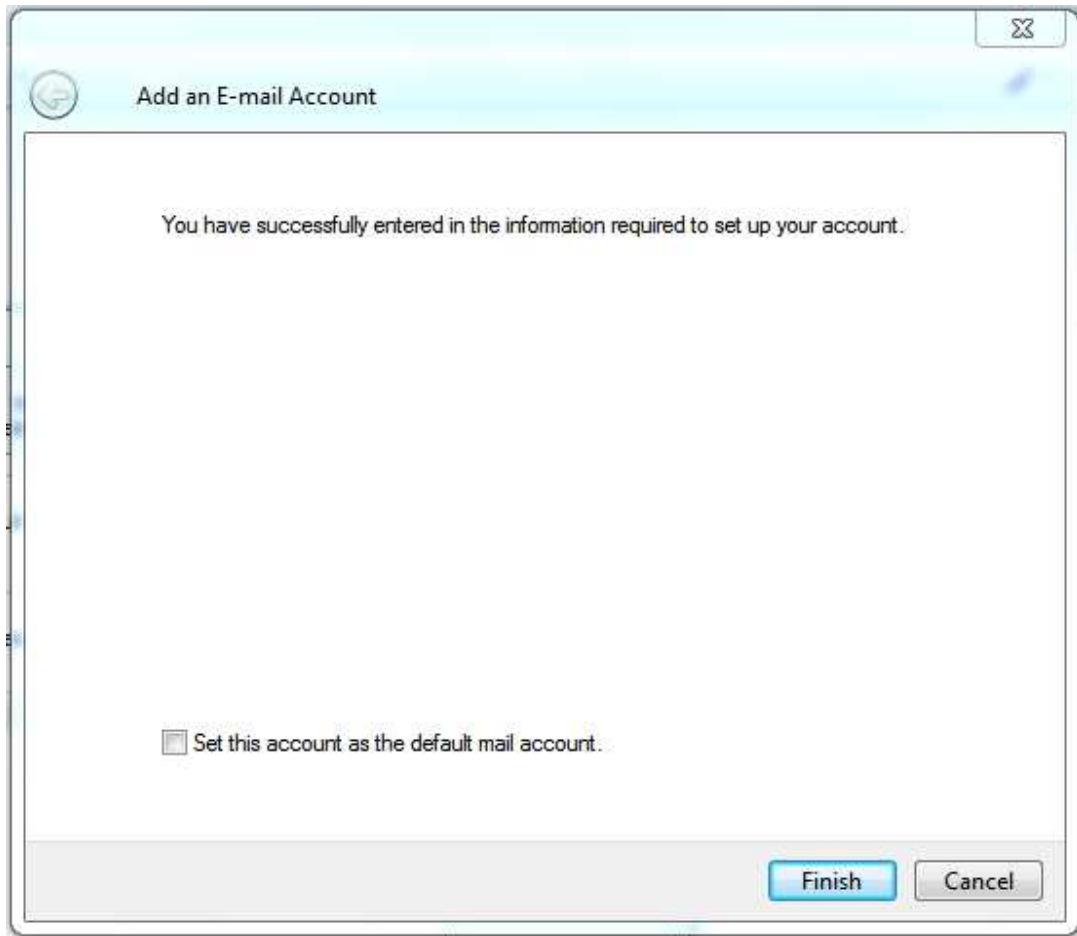 Add an E-mail Account
You have successfully entered in the information required to set up your account.
Set this account as the default mail account.
Finish
Cancel